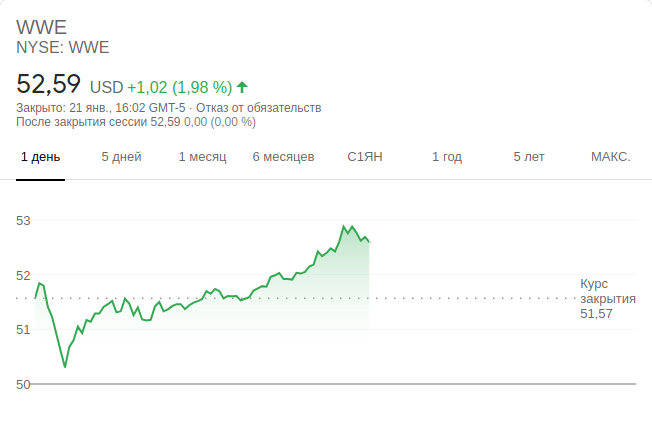 WWE
NYSE: WWE
52,59 USD +1,02 (1,98 %)
Закрыто: 21 янв., 16:02 GMT-5 · Отказ от обязательств
После закрытия сессии 52,59 0,00 (0,00 %)
1 день 5 дней 1 месяц 6 месяцев С1ЯН 1 год 5 лет МАКС.
53
52
Курс
закрытия
51,57
51
50